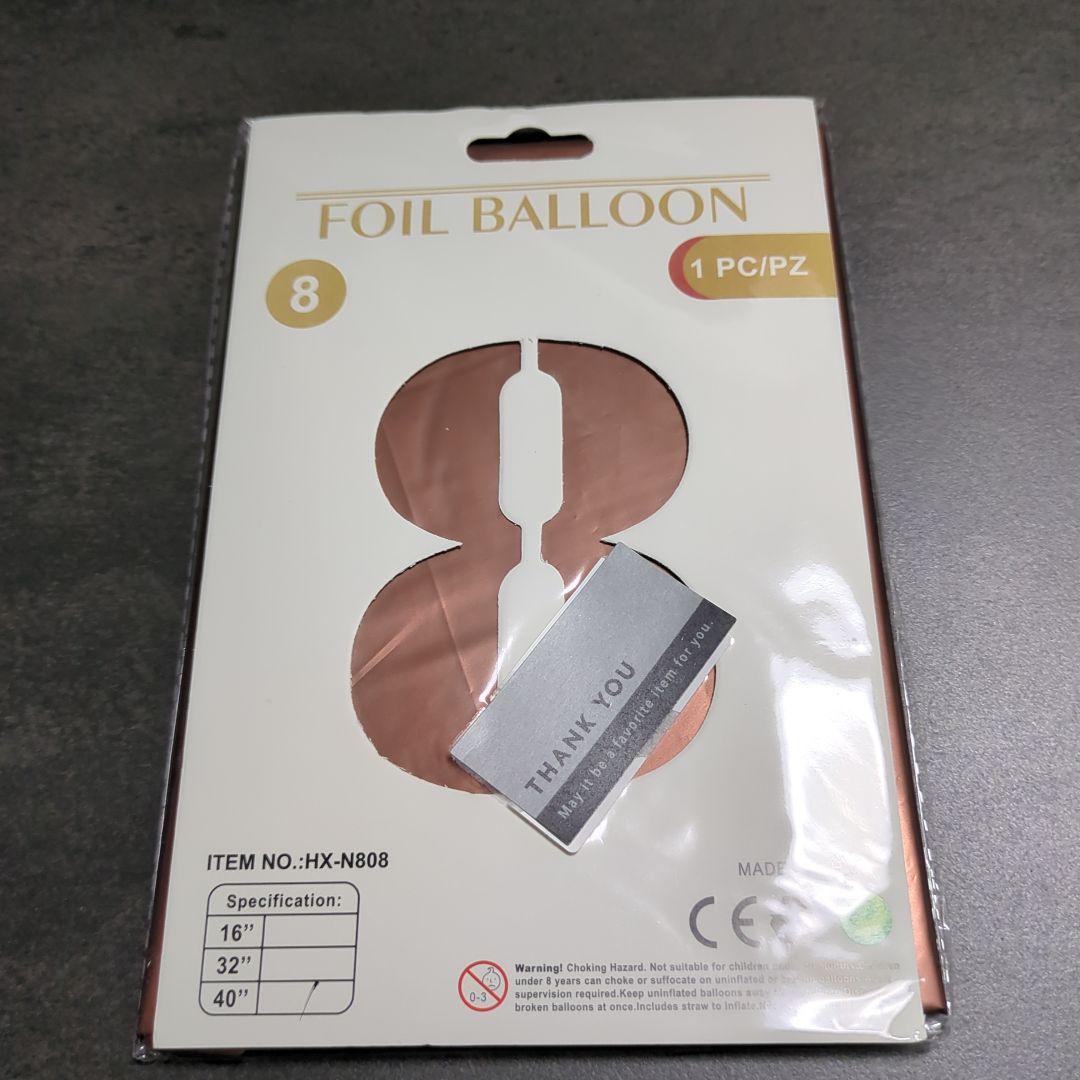 FOIL BALLOON
8
1 PC/PZ
THANK YOU
May it be a favorite item for you.
ITEM NO.:HX-N808
Specification:
16”
32”
40”
MADE
CE
0-3
Warning! Choking Hazard. Not suitable for children
under 8 years can choke or suffocate on uninflated or
supervision required.Keep uninflated balloons
broken balloons at once.Includes straw to Inflate.